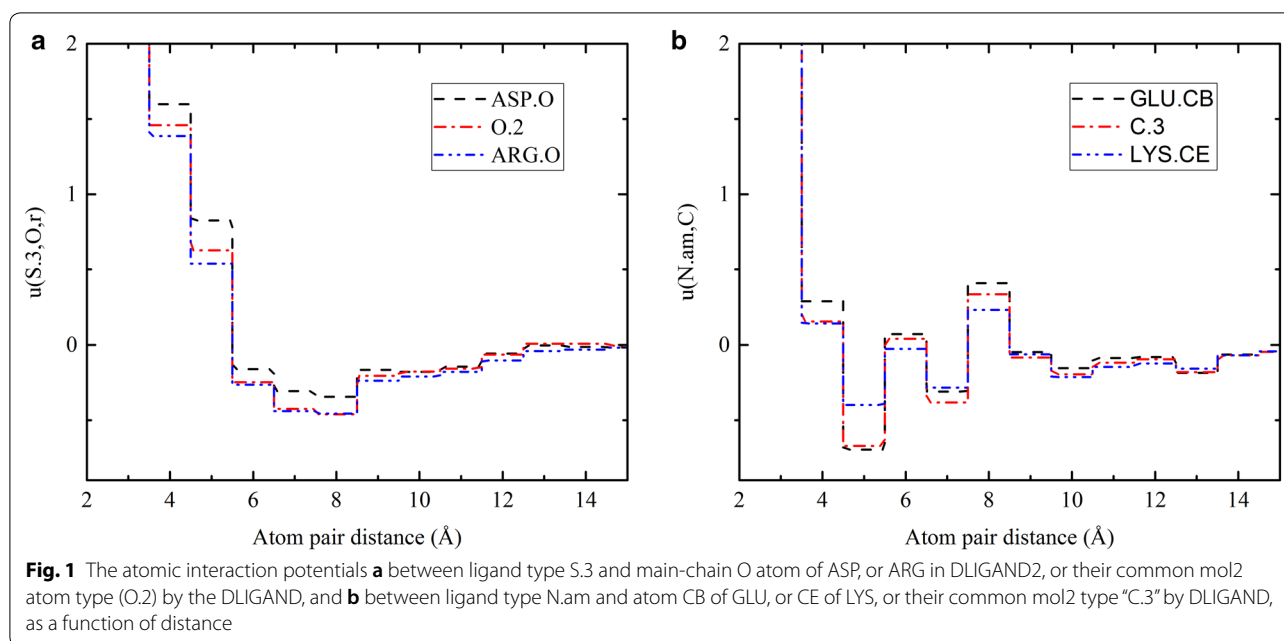 a
2
1
0
u(S.3,O,r)
ASP.O
O.2
ARG.O
2 4 6 8 10 12 14
Atom pair distance (Å)
b
2
1
0
u(N.am,C)
GLU.CB
C.3
LYS.CE
2 4 6 8 10 12 14
Atom pair distance (Å)
Fig. 1 The atomic interaction potentials a between ligand type S.3 and main-chain O atom of ASP, or ARG in DLIGAND2, or their common mol2
atom type (O.2) by the DLIGAND, and b between ligand type N.am and atom CB of GLU, or CE of LYS, or their common mol2 type “C.3” by DLIGAND,
as a function of distance